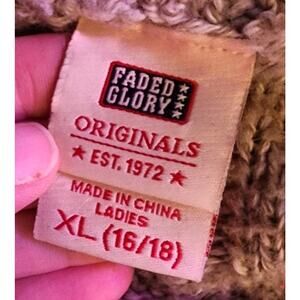 FADED
GLORY
ORIGINALS
★ EST. 1972 ★
MADE IN CHINA
LADIES
XL (16/18)